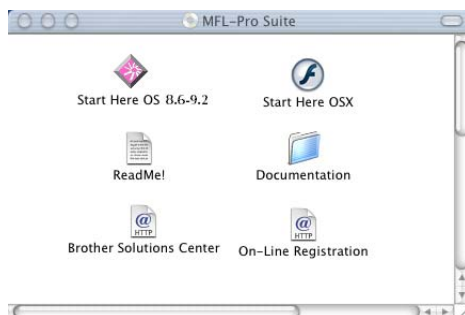 MFL-Pro Suite
Start Here OS 8.6-9.2
Start Here OSX
ReadMe!
Documentation
@
HTTP
@
HTTP
Brother Solutions Center
On-Line Registration